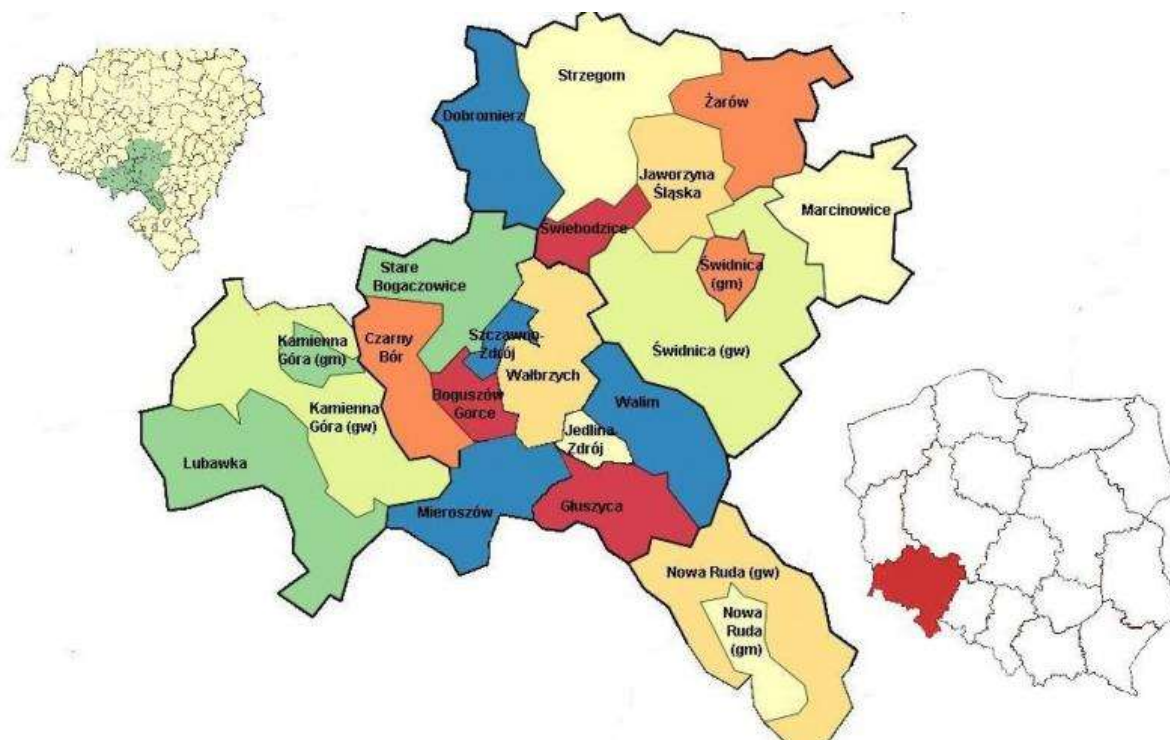 Strzegom
Żarów
Dobromierz
Jaworzyna
Śląska
Marcinowice
Świebodzice
Stare
Bogaczowice
Świdnica
(gm)
Szczawno-
Zdrój
Kamienna
Góra (gm)
Czarny
Bór
Świdnica (gw)
Wałbrzych
Boguszów
Gorce
Walim
Kamienna
Góra (gw)
Jedlina-
Zdrój
Lubawka
Mieroszów
Głuszyca
Nowa Ruda (gw)
Nowa
Ruda
(gm)